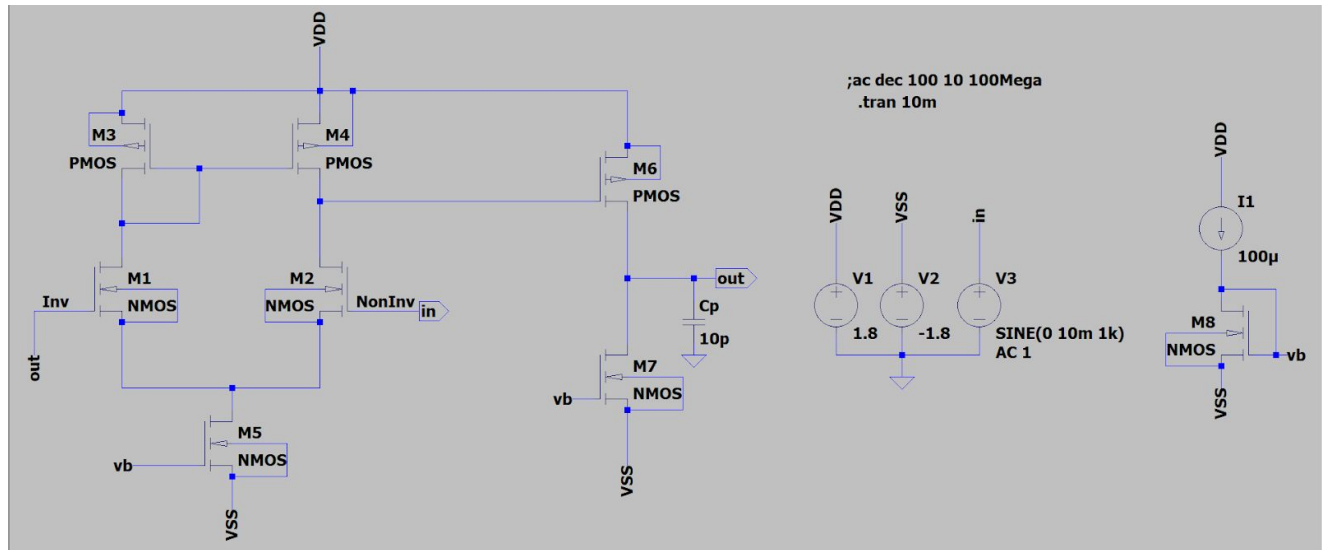 VDD
;ac dec 100 10 100Mega
.tran 10m
M3
PMOS
M4
PMOS
M6
PMOS
VDD
VSS
in
VDD
I1
100µ
M1
NMOS
Inv
out
M2
NMOS
NonInv
in
out
Cp
10p
V1
1.8
V2
-1.8
V3
SINE(0 10m 1k)
AC 1
M8
NMOS
vb
VSS
M7
NMOS
vb
VSS
M5
NMOS
vb
VSS